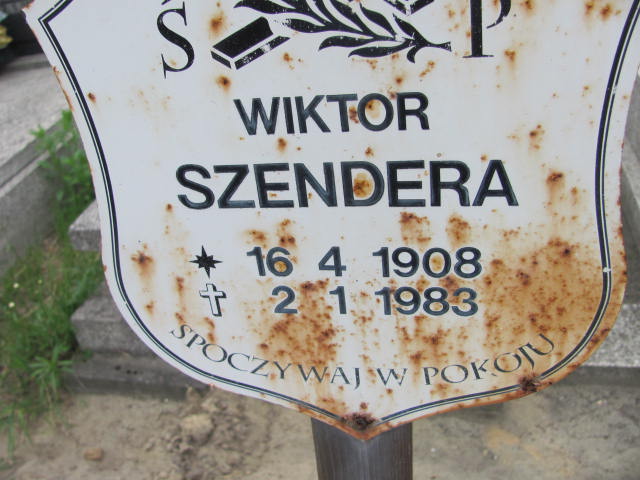 Ś P
WIKTOR
SZENDERA
16 4 1908
2 1 1983
SPOCZYWAJ W POKOJU